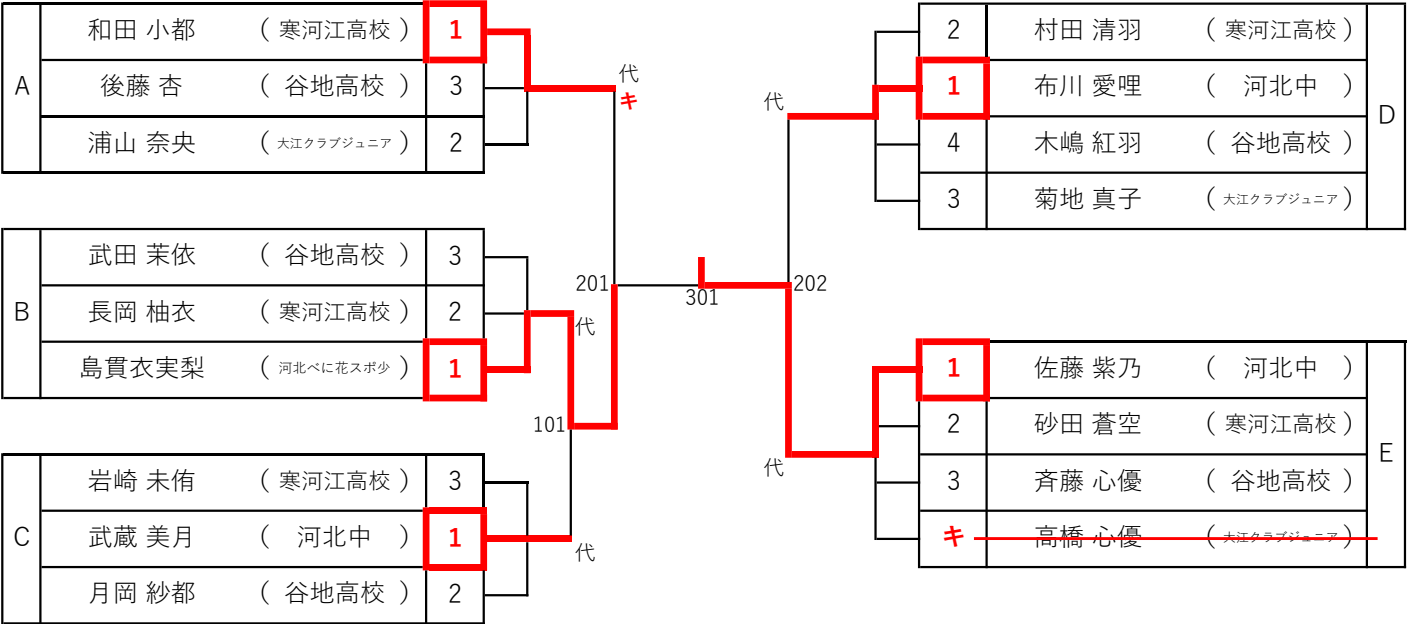 A
和田 小都 ( 寒河江高校 ) 1
後藤 杏 ( 谷地高校 ) 3
浦山 奈央 ( 大江クラブジュニア ) 2
B
武田 茉依 ( 谷地高校 ) 3
長岡 柚衣 ( 寒河江高校 ) 2
島貫衣実梨 ( 河北べに花スポ少 ) 1
C
岩崎 未侑 ( 寒河江高校 ) 3
武蔵 美月 ( 河北中 ) 1
月岡 紗都 ( 谷地高校 ) 2
代
キ
代
101
代
201
301
202
代
代
2 村田 清羽 ( 寒河江高校 )
1 布川 愛哩 ( 河北中 )
4 木嶋 紅羽 ( 谷地高校 )
3 菊地 真子 ( 大江クラブジュニア )
D
1 佐藤 紫乃 ( 河北中 )
2 砂田 蒼空 ( 寒河江高校 )
3 斉藤 心優 ( 谷地高校 )
キ 高橋 心優 ( 大江クラブジュニア )
E